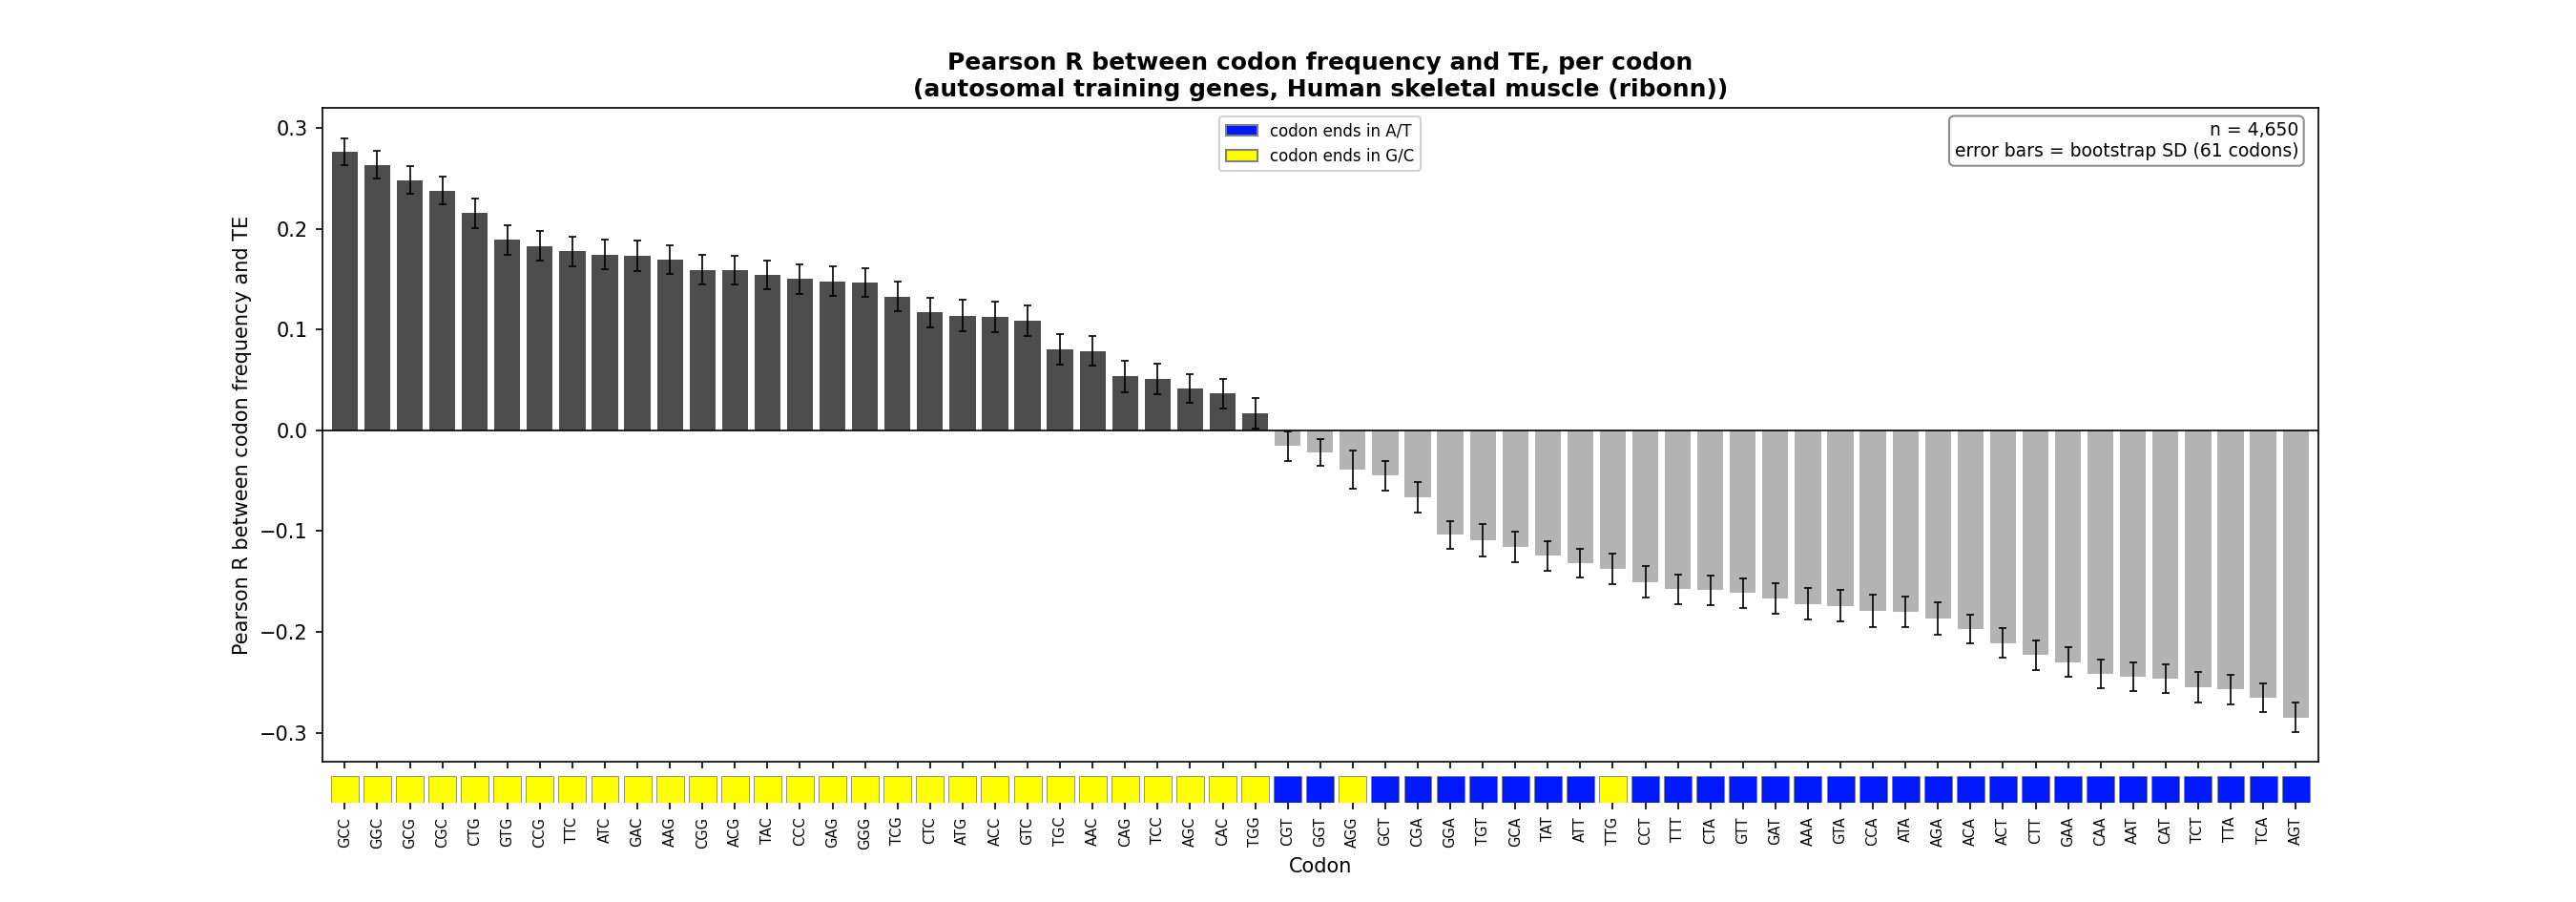 Pearson R between codon frequency and TE, per codon
(autosomal training genes, Human skeletal muscle (ribonn))
codon ends in A/T
codon ends in G/C
n = 4,650
error bars = bootstrap SD (61 codons)
Pearson R between codon frequency and TE
0.3
0.2
0.1
0.0
−0.1
−0.2
−0.3
GCC
GGC
GCG
CGC
CTG
GTG
CCG
TTC
ATC
GAC
AAG
CGG
ACG
TAC
CCC
GAG
GGG
TCG
CTC
ATG
ACC
GTC
TGC
AAC
CAG
TCC
AGC
CAC
TGG
CGT
GGT
AGG
GCT
CGA
GGA
TGT
GCA
TAT
ATT
TTG
CCT
TTT
CTA
GTT
GAT
AAA
GTA
CCA
ATA
AGA
ACA
ACT
CTT
GAA
CAA
AAT
CAT
TCT
TTA
TCA
AGT
Codon